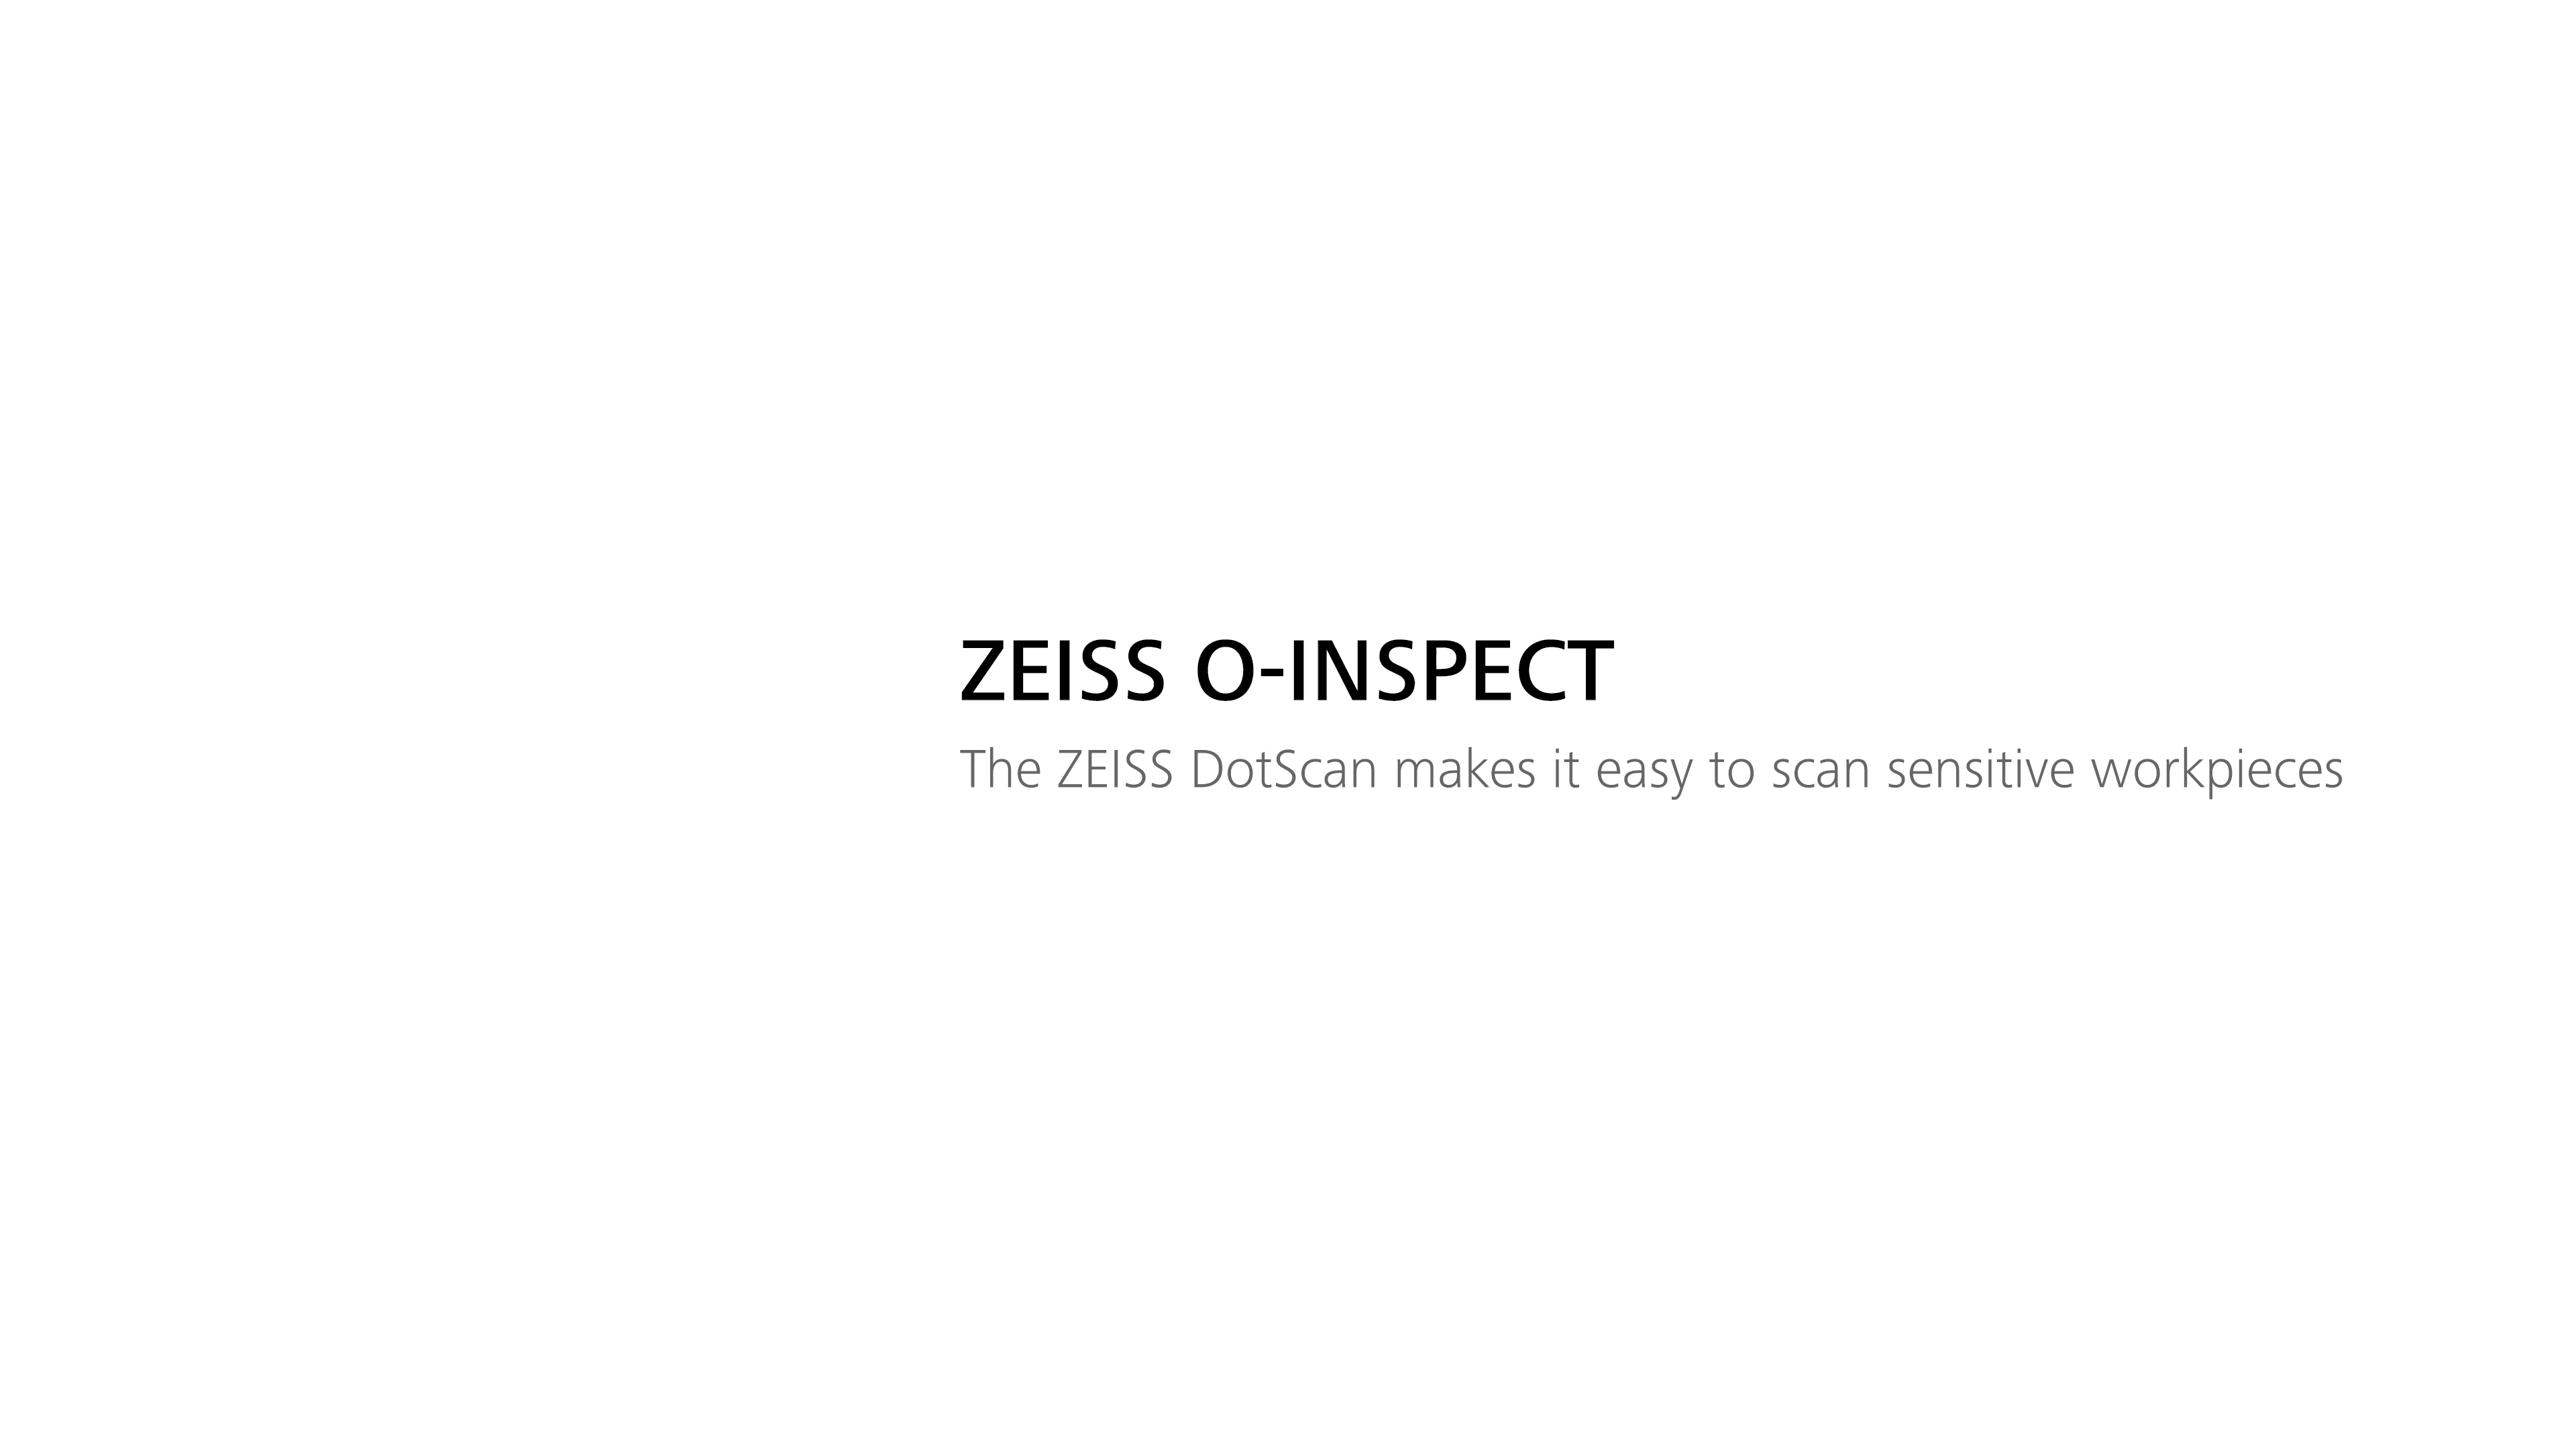 ZEISS O-INSPECT
The ZEISS DotScan makes it easy to scan sensitive workpieces